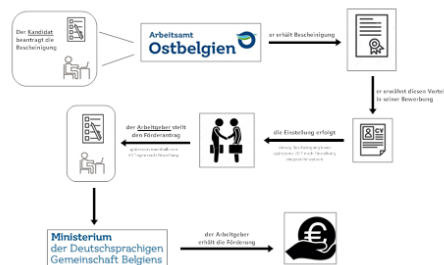 Der Kandidat
beantragt die
Bescheinigung
Arbeitsamt
Ostbelgien
er erhält Bescheinigung
er erwähnt diesen Vorteil
in seiner Bewerbung
CV
die Einstellung erfolgt
der Arbeitgeber stellt
den Förderantrag
Ministerium
der Deutschsprachigen
Gemeinschaft Belgiens
der Arbeitgeber
erhält die Förderung